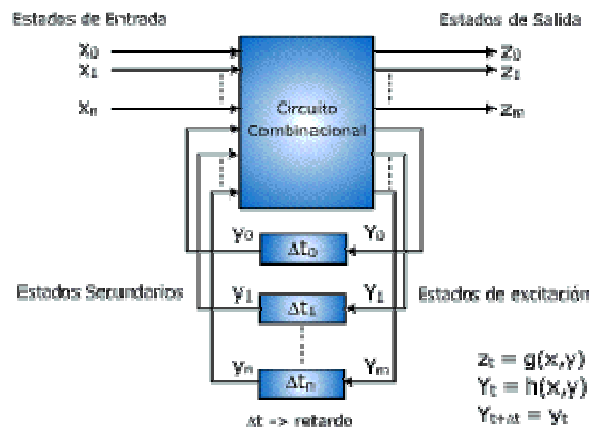 Estados de Entrada
Estados de Salida
x0
z0
x1
z1
xn
zm
Circuito
Combinacional
y0
Δt0
Y0
Estados Secundarios
y1
Δt1
Y1
Estados de excitación
yn
Δtn
Ym
zt = g(x,y)
Yt = h(x,y)
Yt+Δt = yt
Δt -> retardo